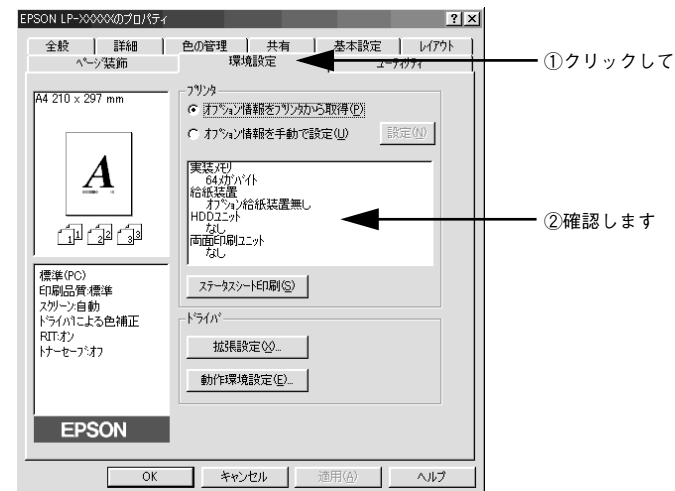 EPSON LP-XXXXXのプロパティ
? ×
全般 詳細 色の管理 共有 基本設定 レイアウト
ページ装飾 環境設定 ユーティリティ
①クリックして
A4 210 x 297 mm
A
1 1 2 2 3 3
標準(PC)
印刷品質:標準
スクリーン:自動
ドライバによる色補正
RIT:オン
トナーセーブ:オフ
EPSON
プリンタ
オプション情報をプリンタから取得(P)
オプション情報を手動で設定(U) 設定(N)
実装メモリ
64メガバイト
給紙装置
オプション給紙装置無し
HDDユニット
なし
両面印刷ユニット
なし
②確認します
ステータスシート印刷(S)
ドライバ
拡張設定(X)...
動作環境設定(E)...
OK キャンセル 適用(A) ヘルプ